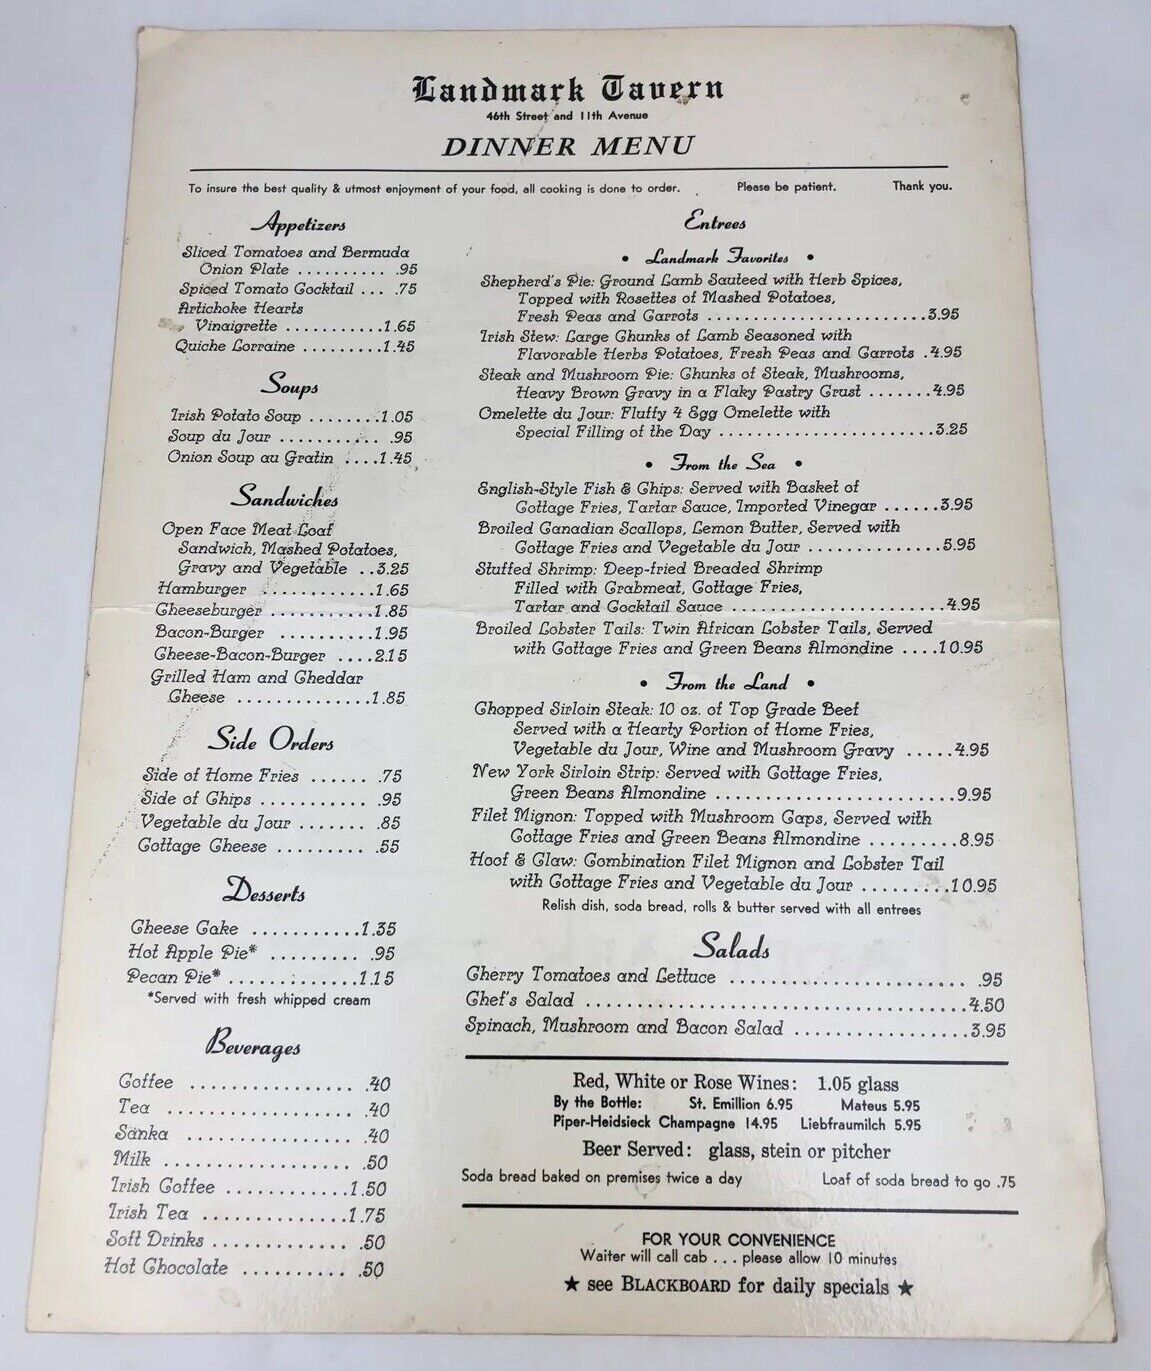 Landmark Tavern
46th Street and 11th Avenue
DINNER MENU
To insure the best quality & utmost enjoyment of your food, all cooking is done to order. Please be patient. Thank you.
Appetizers
Sliced Tomatoes and Bermuda
Onion Plate .......... .95
Spiced Tomato Cocktail ... .75
Artichoke Hearts
Vinaigrette ...........1.65
Quiche Lorraine .........1.45
Soups
Irish Potato Soup ........1.05
Soup du Jour ........... .95
Onion Soup au Gratin ....1.45
Sandwiches
Open Face Meat Loaf
Sandwich, Mashed Potatoes,
Gravy and Vegetable ..3.25
Hamburger ............1.65
Cheeseburger ...........1.85
Bacon-Burger ..........1.95
Cheese-Bacon-Burger ....2.15
Grilled Ham and Cheddar
Cheese ..............1.85
Side Orders
Side of Home Fries ...... .75
Side of Chips ........... .95
Vegetable du Jour ....... .85
Cottage Cheese ......... .55
Desserts
Cheese Cake ...........1.35
Hot Apple Pie* ......... .95
Pecan Pie* .............1.15
*Served with fresh whipped cream
Beverages
Coffee ................ .40
Tea .................. .40
Sanka ................ .40
Milk ................... .50
Irish Coffee ............1.50
Irish Tea ..............1.75
Soft Drinks .............. .50
Hot Chocolate .......... .50
Entrees
• Landmark Favorites •
Shepherd's Pie: Ground Lamb Sauteed with Herb Spices,
Topped with Rosettes of Mashed Potatoes,
Fresh Peas and Carrots .......................3.95
Irish Stew: Large Chunks of Lamb Seasoned with
Flavorable Herbs Potatoes, Fresh Peas and Carrots .4.95
Steak and Mushroom Pie: Chunks of Steak, Mushrooms,
Heavy Brown Gravy in a Flaky Pastry Crust .......4.95
Omelette du Jour: Fluffy 4 Egg Omelette with
Special Filling of the Day .......................3.25
• From the Sea •
English-Style Fish & Chips: Served with Basket of
Cottage Fries, Tartar Sauce, Imported Vinegar ......3.95
Broiled Canadian Scallops, Lemon Butter, Served with
Cottage Fries and Vegetable du Jour ..............5.95
Stuffed Shrimp: Deep-fried Breaded Shrimp
Filled with Crabmeat, Cottage Fries,
Tartar and Cocktail Sauce .......................4.95
Broiled Lobster Tails: Twin African Lobster Tails, Served
with Cottage Fries and Green Beans Almondine ....10.95
• From the Land •
Chopped Sirloin Steak: 10 oz. of Top Grade Beef
Served with a Hearty Portion of Home Fries,
Vegetable du Jour, Wine and Mushroom Gravy .....4.95
New York Sirloin Strip: Served with Cottage Fries,
Green Beans Almondine .........................9.95
Filet Mignon: Topped with Mushroom Caps, Served with
Cottage Fries and Green Beans Almondine .........8.95
Hoof & Claw: Combination Filet Mignon and Lobster Tail
with Cottage Fries and Vegetable du Jour .........10.95
Relish dish, soda bread, rolls & butter served with all entrees
Salads
Cherry Tomatoes and Lettuce ........................ .95
Chef's Salad .......................................4.50
Spinach, Mushroom and Bacon Salad .................3.95
Red, White or Rose Wines: 1.05 glass
By the Bottle: St. Emillion 6.95 Mateus 5.95
Piper-Heidsieck Champagne 14.95 Liebfraumilch 5.95
Beer Served: glass, stein or pitcher
Soda bread baked on premises twice a day Loaf of soda bread to go .75
FOR YOUR CONVENIENCE
Waiter will call cab ... please allow 10 minutes
★ see BLACKBOARD for daily specials ★